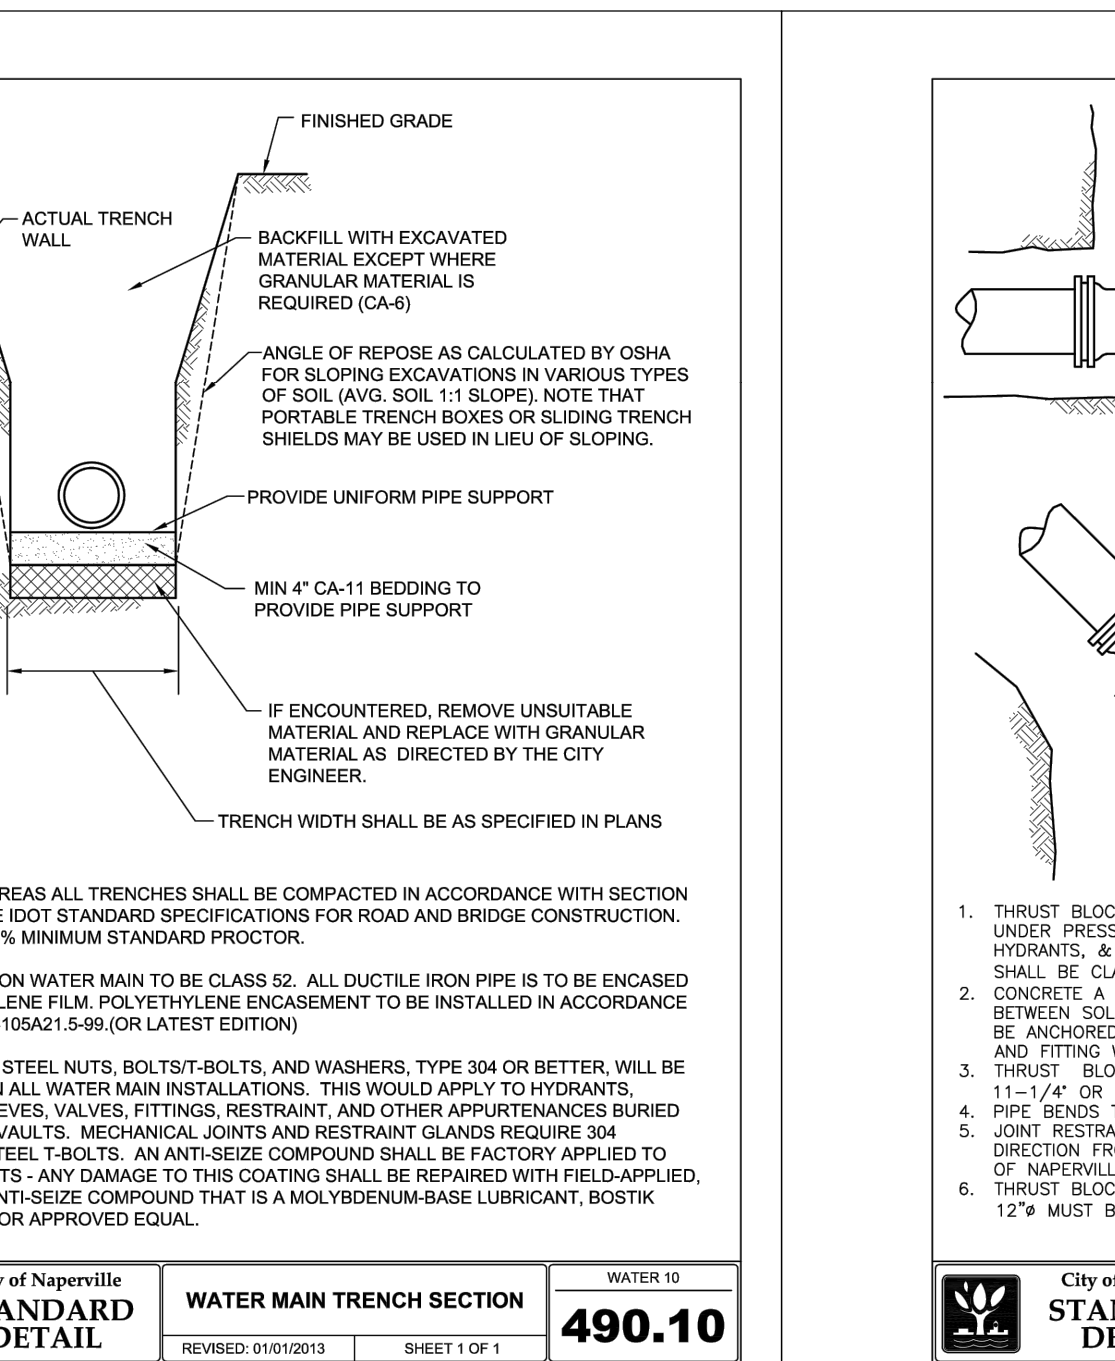 FINISHED GRADE
ACTUAL TRENCH
WALL
BACKFILL WITH EXCAVATED
MATERIAL EXCEPT WHERE
GRANULAR MATERIAL IS
REQUIRED (CA-6)
ANGLE OF REPOSE AS CALCULATED BY OSHA
FOR SLOPING EXCAVATIONS IN VARIOUS TYPES
OF SOIL (AVG. SOIL 1:1 SLOPE). NOTE THAT
PORTABLE TRENCH BOXES OR SLIDING TRENCH
SHIELDS MAY BE USED IN LIEU OF SLOPING.
PROVIDE UNIFORM PIPE SUPPORT
MIN 4" CA-11 BEDDING TO
PROVIDE PIPE SUPPORT
IF ENCOUNTERED, REMOVE UNSUITABLE
MATERIAL AND REPLACE WITH GRANULAR
MATERIAL AS DIRECTED BY THE CITY
ENGINEER.
TRENCH WIDTH SHALL BE AS SPECIFIED IN PLANS
REAS ALL TRENCHES SHALL BE COMPACTED IN ACCORDANCE WITH SECTION
E IDOT STANDARD SPECIFICATIONS FOR ROAD AND BRIDGE CONSTRUCTION.
% MINIMUM STANDARD PROCTOR.
ON WATER MAIN TO BE CLASS 52. ALL DUCTILE IRON PIPE IS TO BE ENCASED
LENE FILM. POLYETHYLENE ENCASEMENT TO BE INSTALLED IN ACCORDANCE
105A21.5-99.(OR LATEST EDITION)
STEEL NUTS, BOLTS/T-BOLTS, AND WASHERS, TYPE 304 OR BETTER, WILL BE
N ALL WATER MAIN INSTALLATIONS. THIS WOULD APPLY TO HYDRANTS,
EVES, VALVES, FITTINGS, RESTRAINT, AND OTHER APPURTENANCES BURIED
VAULTS. MECHANICAL JOINTS AND RESTRAINT GLANDS REQUIRE 304
TEEL T-BOLTS. AN ANTI-SEIZE COMPOUND SHALL BE FACTORY APPLIED TO
TS - ANY DAMAGE TO THIS COATING SHALL BE REPAIRED WITH FIELD-APPLIED,
NTI-SEIZE COMPOUND THAT IS A MOLYBDENUM-BASE LUBRICANT, BOSTIK
OR APPROVED EQUAL.
y of Naperville
ANDARD
DETAIL
WATER MAIN TRENCH SECTION
REVISED: 01/01/2013
SHEET 1 OF 1
WATER 10
490.10
1. THRUST BLOC
UNDER PRESS
HYDRANTS, &
SHALL BE CLA
2. CONCRETE A
BETWEEN SOL
BE ANCHORED
AND FITTING W
3. THRUST BLO
11-1/4° OR
4. PIPE BENDS T
5. JOINT RESTRA
DIRECTION FRO
OF NAPERVILL
6. THRUST BLOC
12"ø MUST B
City of
STAN
DE